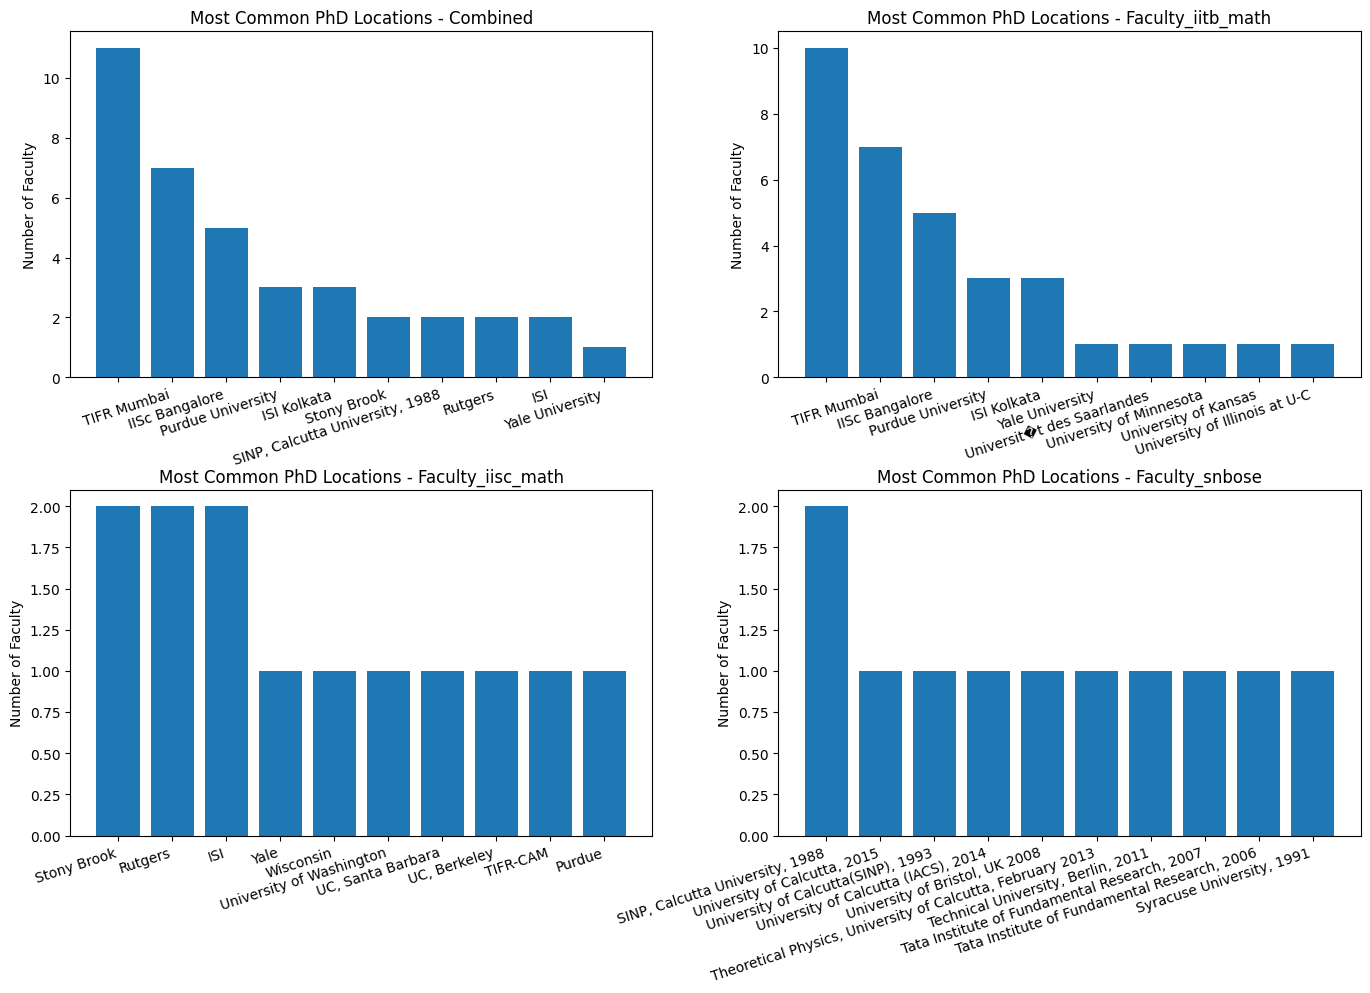 Most Common PhD Locations - Combined
Number of Faculty
10
8
6
4
2
0
TIFR Mumbai
IISc Bangalore
Purdue University
ISI Kolkata
Stony Brook
SINP, Calcutta University, 1988
Rutgers
ISI
Yale University
Most Common PhD Locations - Faculty_iitb_math
Number of Faculty
10
8
6
4
2
0
TIFR Mumbai
IISc Bangalore
Purdue University
ISI Kolkata
Yale University
Universit�t des Saarlandes
University of Minnesota
University of Kansas
University of Illinois at U-C
Most Common PhD Locations - Faculty_iisc_math
Number of Faculty
2.00
1.75
1.50
1.25
1.00
0.75
0.50
0.25
0.00
Stony Brook
Rutgers
ISI
Yale
Wisconsin
University of Washington
UC, Santa Barbara
UC, Berkeley
TIFR-CAM
Purdue
Most Common PhD Locations - Faculty_snbose
Number of Faculty
2.00
1.75
1.50
1.25
1.00
0.75
0.50
0.25
0.00
SINP, Calcutta University, 1988
University of Calcutta, 2015
University of Calcutta(SINP), 1993
University of Calcutta (IACS), 2014
University of Bristol, UK 2008
Theoretical Physics, University of Calcutta, February 2013
Technical University, Berlin, 2011
Tata Institute of Fundamental Research, 2007
Tata Institute of Fundamental Research, 2006
Syracuse University, 1991